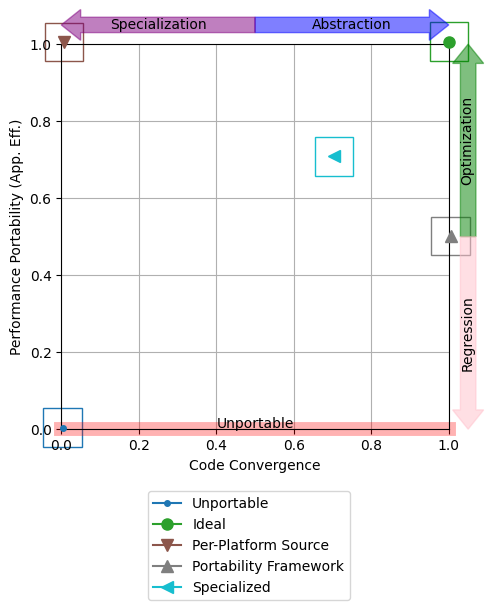 Specialization
Abstraction
1.0
0.8
0.6
0.4
0.2
0.0
Performance Portability (App. Eff.)
Optimization
Regression
Unportable
0.0
0.2
0.4
0.6
0.8
1.0
Code Convergence
Unportable
Ideal
Per-Platform Source
Portability Framework
Specialized